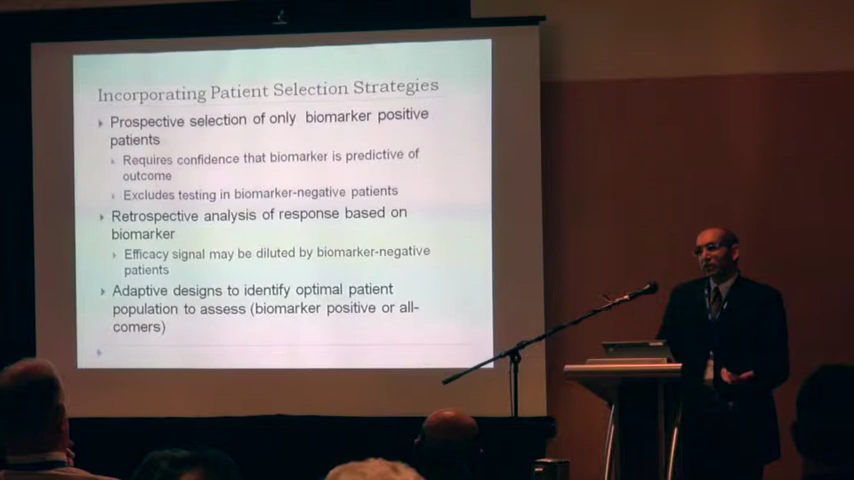 Incorporating Patient Selection Strategies
Prospective selection of only biomarker positive
patients
Requires confidence that biomarker is predictive of
outcome
Excludes testing in biomarker-negative patients
Retrospective analysis of response based on
biomarker
Efficacy signal may be diluted by biomarker-negative
patients
Adaptive designs to identify optimal patient
population to assess (biomarker positive or all-
comers)